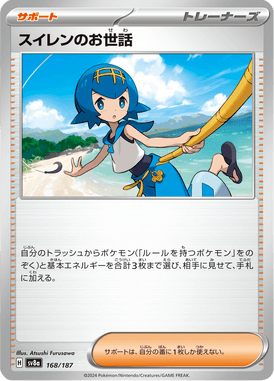 サポート
トレーナーズ
スイレンのお世話
せわ
自分のトラッシュからポケモン(「ルールを持つポケモン」を
のぞく)と基本エネルギーを合計3枚まで選び、相手に見せて、手札
に加える。
Illus. Atsushi Furusawa
H sv8a 168/187
サポートは、自分の番に1枚しか使えない。
©2024 Pokémon/Nintendo/Creatures/GAME FREAK.